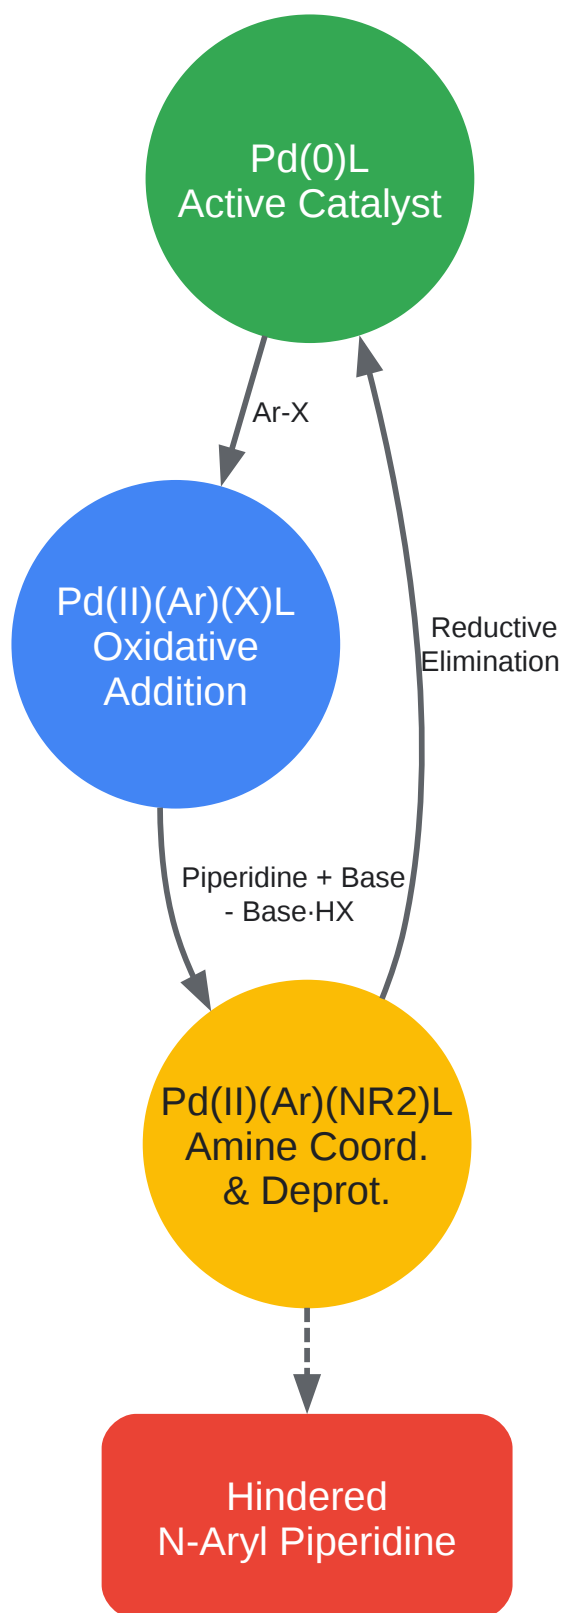 Pd(0)L
Active Catalyst
Ar-X
Pd(II)(Ar)(X)L
Oxidative
Addition
Reductive
Elimination
Piperidine + Base
- Base·HX
Pd(II)(Ar)(NR2)L
Amine Coord.
& Deprot.
Hindered
N-Aryl Piperidine